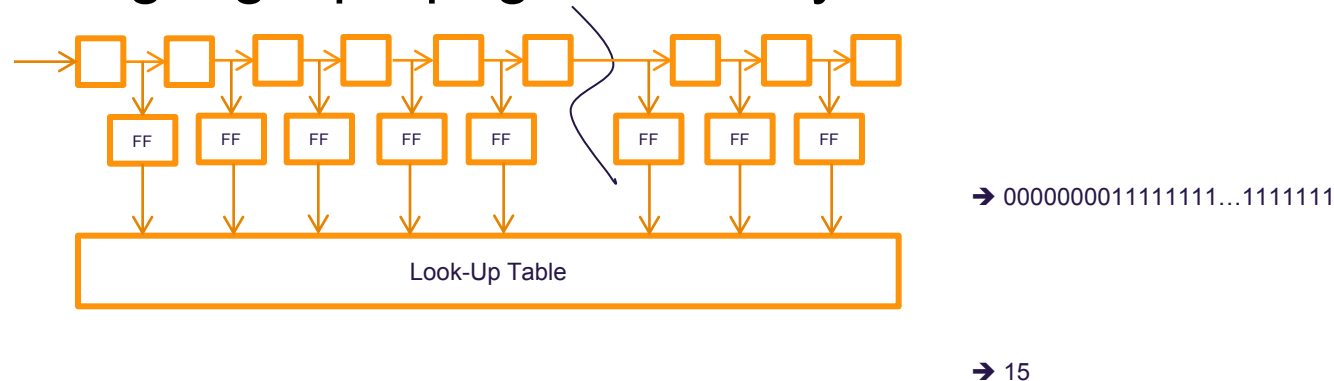 FF FF FF FF FF FF FF FF
➔ 0000000011111111…1111111
Look-Up Table
➔ 15